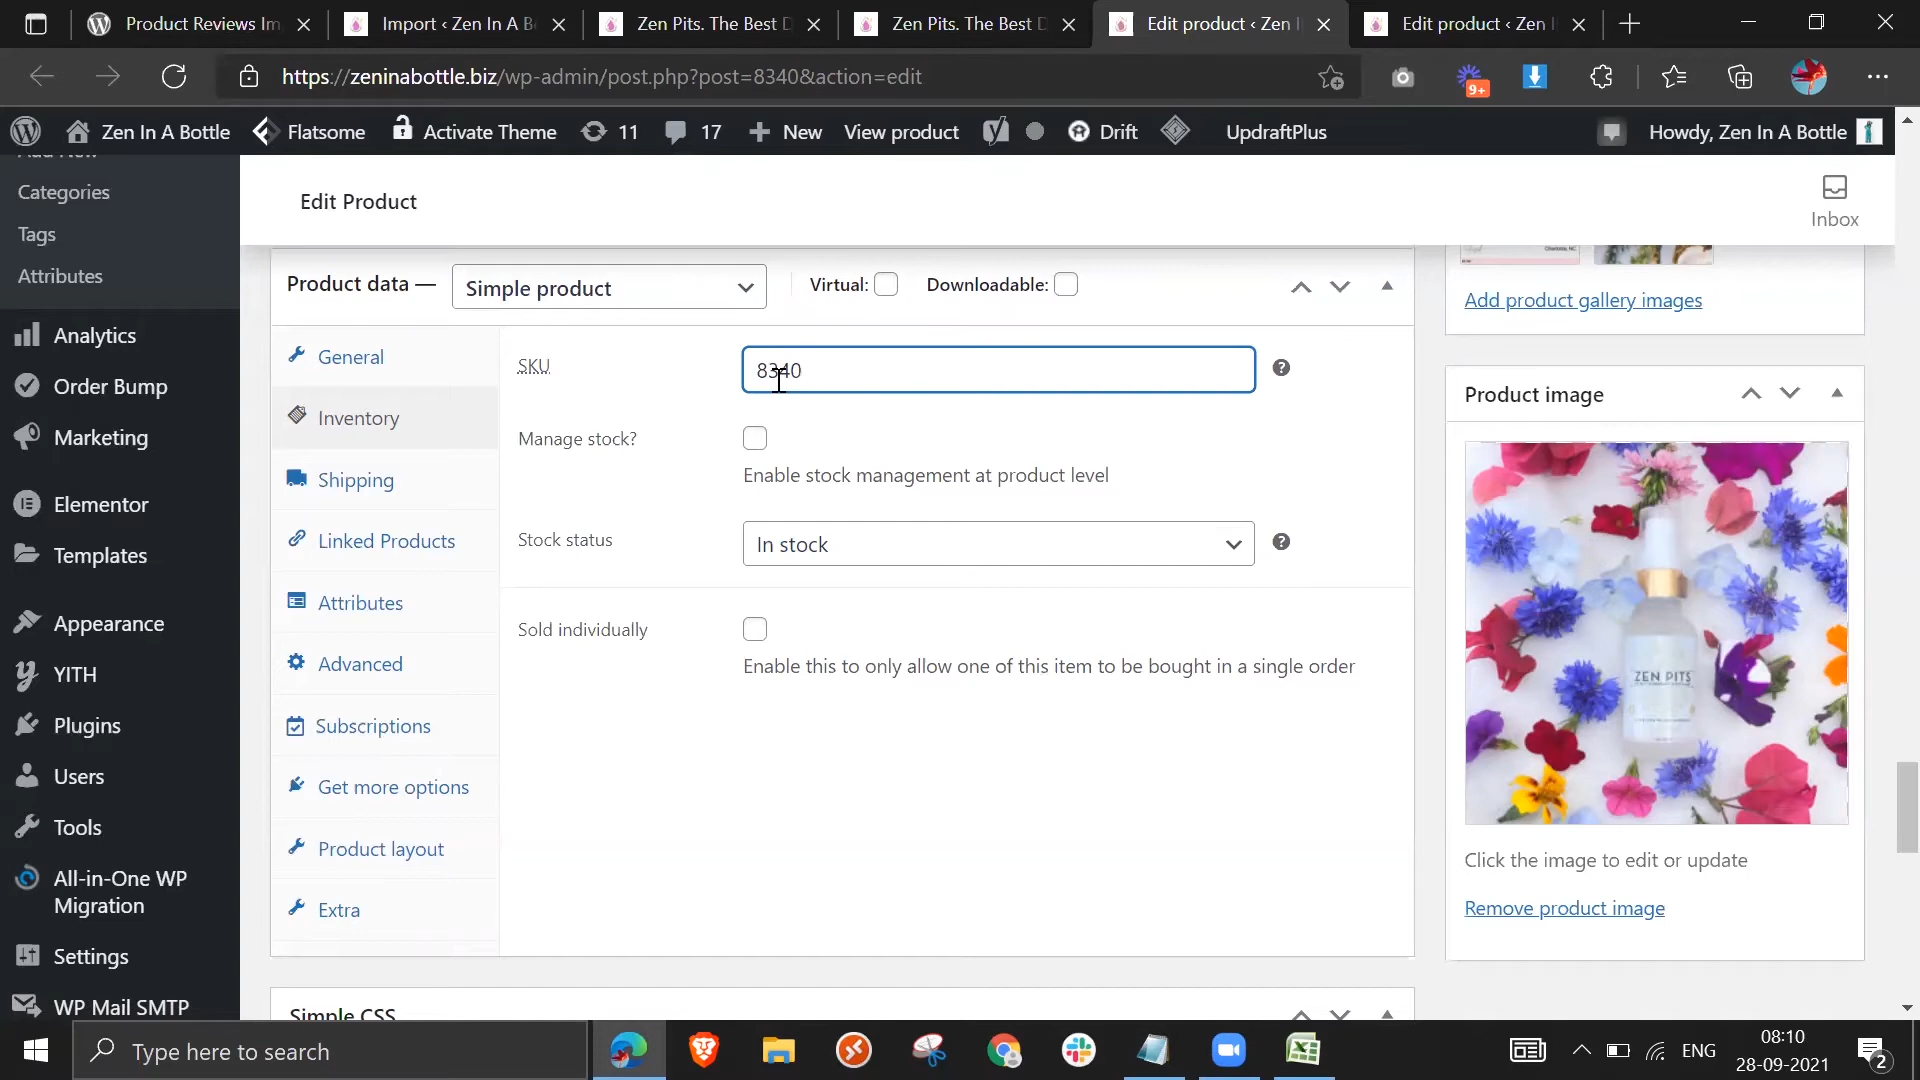 Product Reviews Im
Import ‹ Zen In A B
Zen Pits. The Best D
Zen Pits. The Best D
Edit product ‹ Zen I
Edit product ‹ Zen I
https://zeninabottle.biz/wp-admin/post.php?post=8340&action=edit
9+
Zen In A Bottle
Flatsome
Activate Theme
11
17
New
View product
Drift
UpdraftPlus
Howdy, Zen In A Bottle
Add New
Categories
Tags
Attributes
Analytics
Order Bump
Marketing
Elementor
Templates
Appearance
YITH
Plugins
Users
Tools
All-in-One WP
Migration
Settings
WP Mail SMTP
Edit Product
Inbox
Product data —
Simple product
Virtual:
Downloadable:
General
Inventory
Shipping
Linked Products
Attributes
Advanced
Subscriptions
Get more options
Product layout
Extra
SKU
8340
Manage stock?
Enable stock management at product level
Stock status
In stock
Sold individually
Enable this to only allow one of this item to be bought in a single order
Simple CSS
Add product gallery images
Product image
ZEN PITS
Click the image to edit or update
Remove product image
Type here to search
ENG
08:10
28-09-2021
2